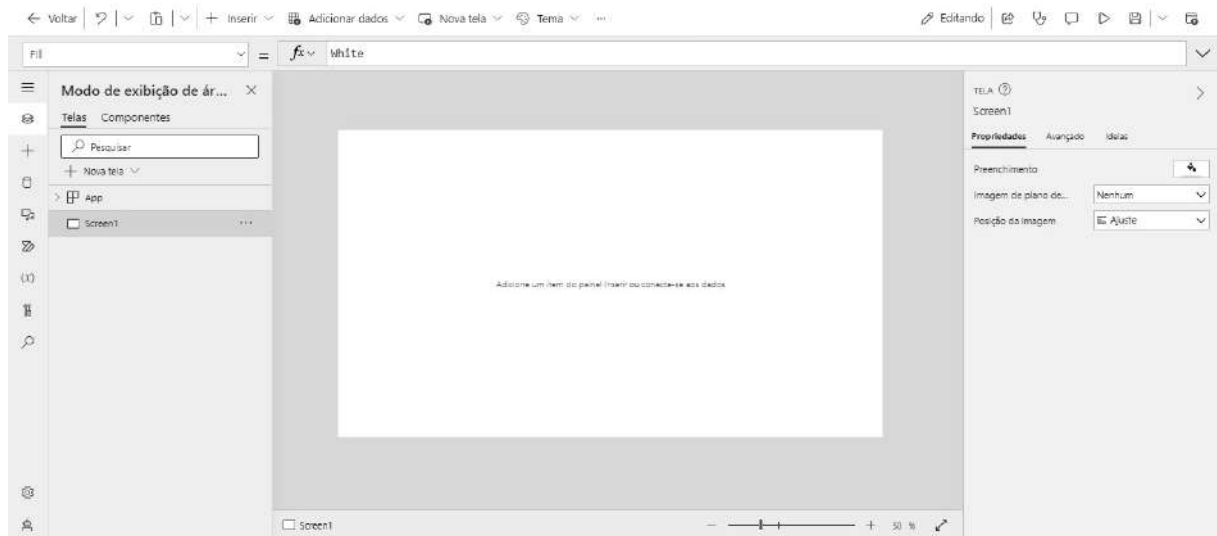 Voltar Inserir Adicionar dados Nova tela Tema ... Editando
Fill = fx White
Modo de exibição de ár...
Telas Componentes
Pesquisar
Nova tela
App
Screen1 ...
Adicione um item do painel Inserir ou conecte-se aos dados
TELA
Screen1
Propriedades Avançado Ideias
Preenchimento
Imagem de plano de... Nenhum
Posição da imagem Ajuste
(x)
Screen1 50 %